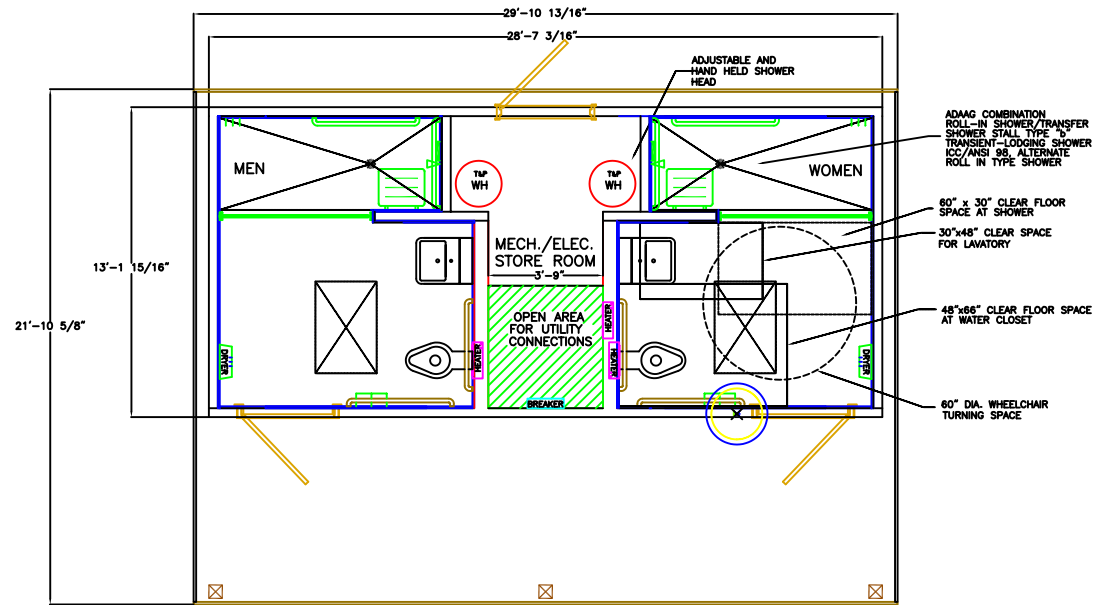 29'-10 13/16"
28'-7 3/16"
ADJUSTABLE AND
HAND HELD SHOWER
HEAD
ADAAG COMBINATION
ROLL-IN SHOWER/TRANSFER
SHOWER STALL TYPE "b"
TRANSIENT-LODGING SHOWER
ICC/ANSI 98, ALTERNATE
ROLL IN TYPE SHOWER
MEN
T&P
WH
T&P
WH
WOMEN
60" x 30" CLEAR FLOOR
SPACE AT SHOWER
30"x48" CLEAR SPACE
FOR LAVATORY
MECH./ELEC.
STORE ROOM
3'-9"
13'-1 15/16"
21'-10 5/8"
OPEN AREA
FOR UTILITY
CONNECTIONS
HEATER
HEATER
HEATER
48"x66" CLEAR FLOOR SPACE
AT WATER CLOSET
DRYER
DRYER
BREAKER
60" DIA. WHEELCHAIR
TURNING SPACE